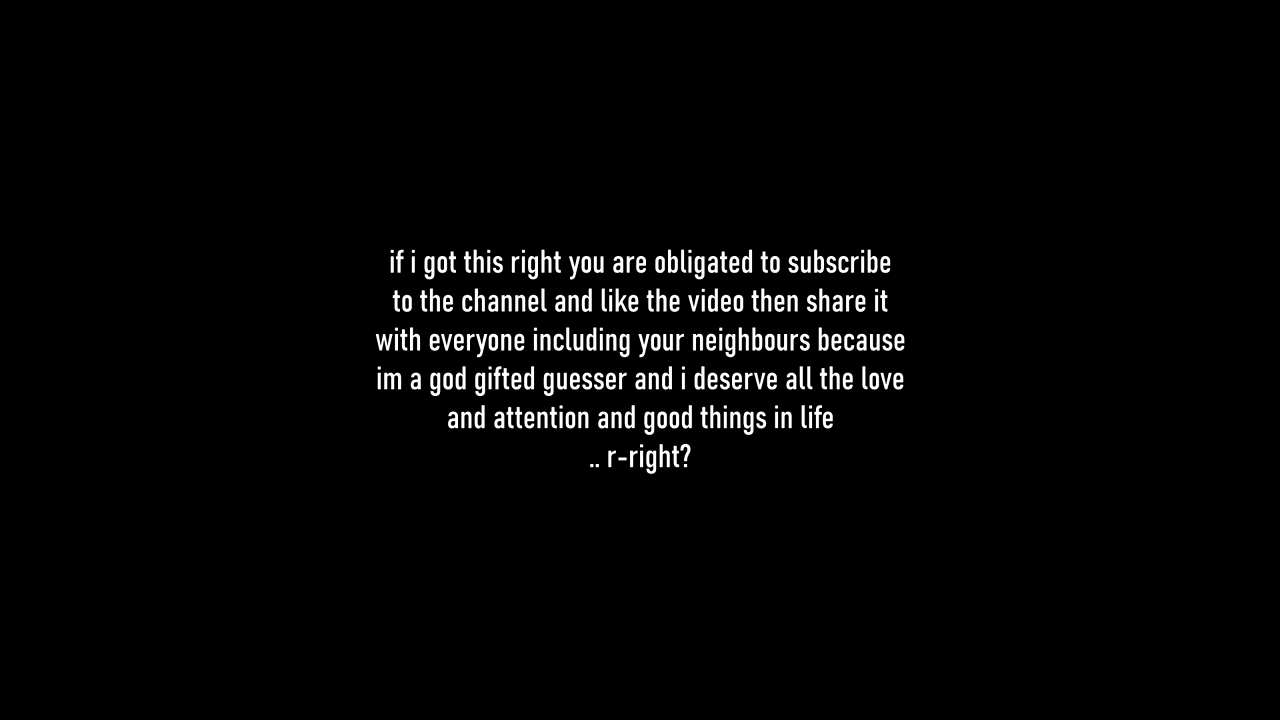 if i got this right you are obligated to subscribe
to the channel and like the video then share it
with everyone including your neighbours because
im a god gifted guesser and i deserve all the love
and attention and good things in life
.. r-right?